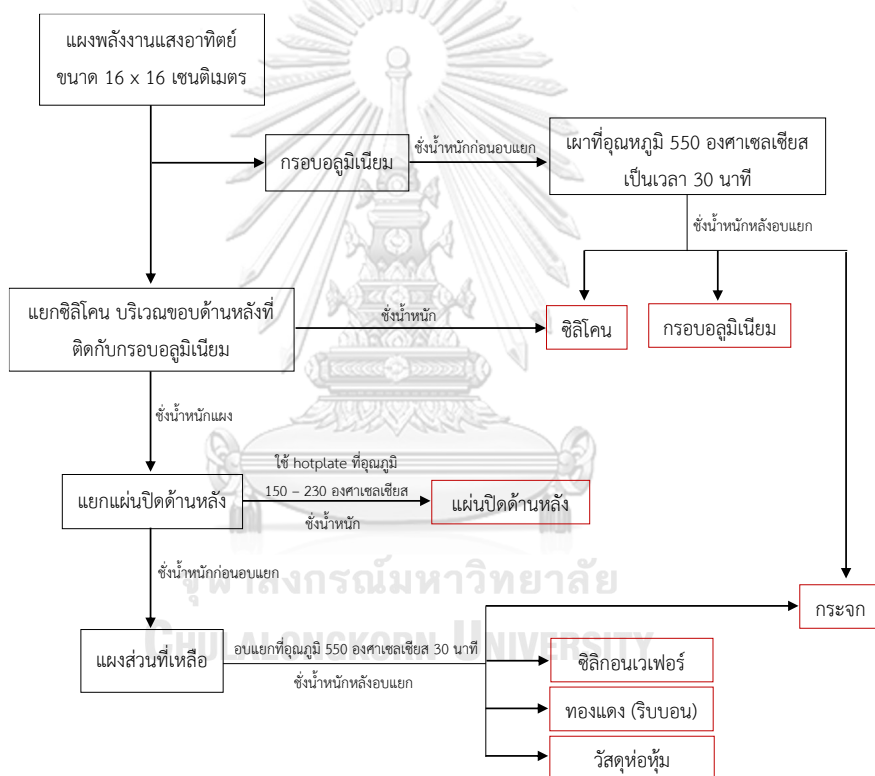 แผงพลังงานแสงอาทิตย์
ขนาด 16 x 16 เซนติเมตร
กรอบอลูมิเนียม
ชั่งน้ำหนักก่อนอบแยก
เผาที่อุณหภูมิ 550 องศาเซลเซียส
เป็นเวลา 30 นาที
ชั่งน้ำหนักหลังอบแยก
แยกซิลิโคน บริเวณขอบด้านหลังที่
ติดกับกรอบอลูมิเนียม
ชั่งน้ำหนัก
ซิลิโคน
กรอบอลูมิเนียม
ชั่งน้ำหนักแผง
แยกแผ่นปิดด้านหลัง
ใช้ hotplate ที่อุณภูมิ
150 – 230 องศาเซลเซียส
ชั่งน้ำหนัก
แผ่นปิดด้านหลัง
ชั่งน้ำหนักก่อนอบแยก
จุฬาลงกรณ์มหาวิทยาลัย
CHULALONGKORN UNIVERSITY
แผงส่วนที่เหลือ
อบแยกที่อุณภูมิ 550 องศาเซลเซียส 30 นาที
ชั่งน้ำหนักหลังอบแยก
กระจก
ซิลิกอนเวเฟอร์
ทองแดง (ริบบอน)
วัสดุห่อหุ้ม